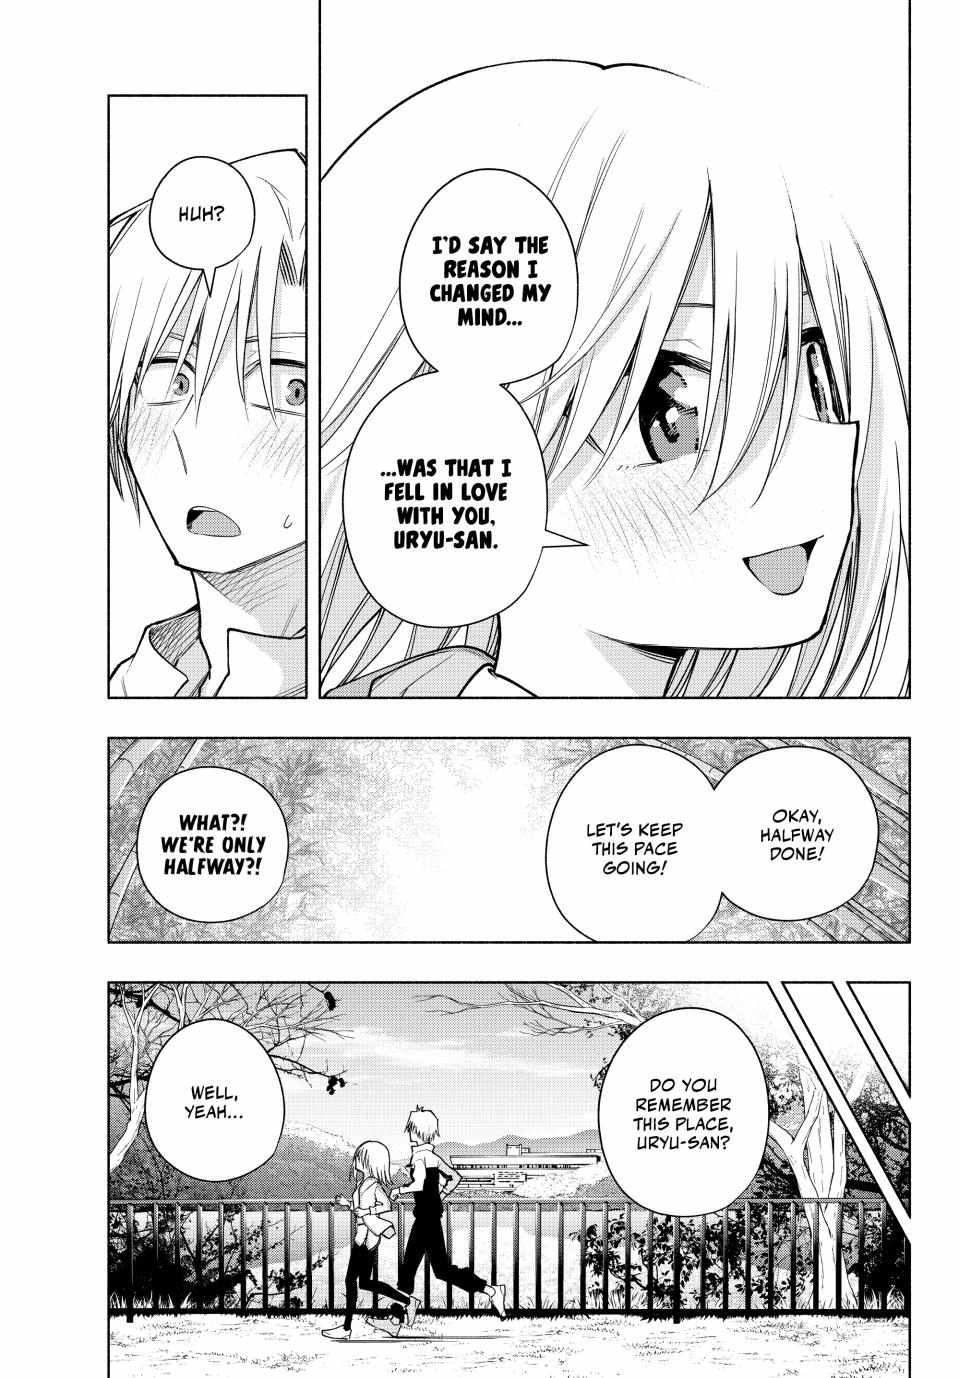 I'D SAY THE
REASON I
CHANGED MY
MIND...
...WAS THAT I
FELL IN LOVE
WITH YOU,
URYU-SAN.
HUH?
OKAY,
HALFWAY
DONE!
LET'S KEEP
THIS PACE
GOING!
WHAT?!
WE'RE ONLY
HALFWAY?!
DO YOU
REMEMBER
THIS PLACE,
URYU-SAN?
WELL,
YEAH...